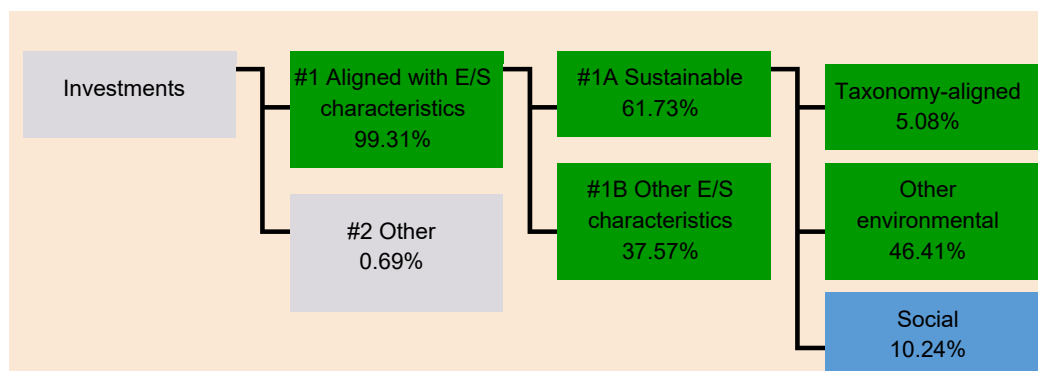 Investments
#1 Aligned with E/S
characteristics
99.31%
#2 Other
0.69%
#1A Sustainable
61.73%
#1B Other E/S
characteristics
37.57%
Taxonomy-aligned
5.08%
Other
environmental
46.41%
Social
10.24%